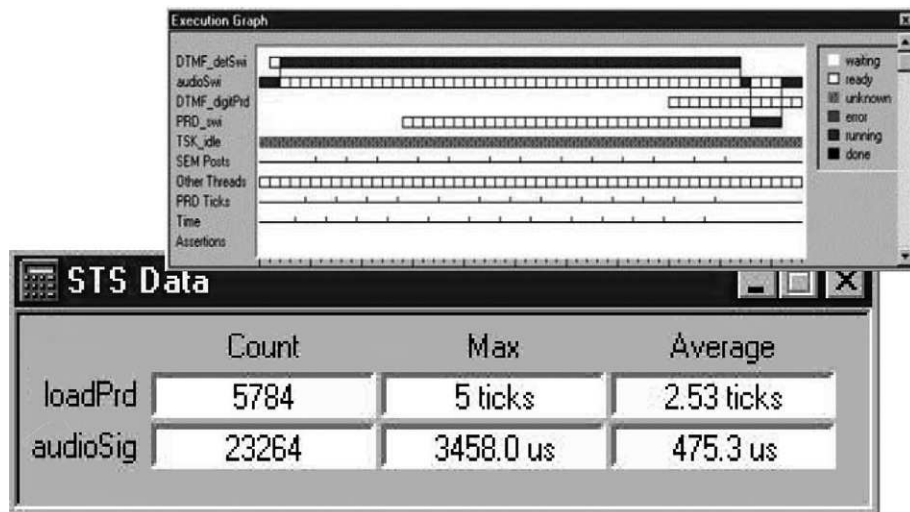 Execution Graph
DTMF_detSwi
audioSwi
DTMF_digitPrd
PRD_swi
TSK_idle
SEM Posts
Other Threads
PRD Ticks
Time
Assertions
waiting
ready
unknown
error
running
done
STS Data
Count Max Average
loadPrd 5784 5 ticks 2.53 ticks
audioSig 23264 3458.0 us 475.3 us